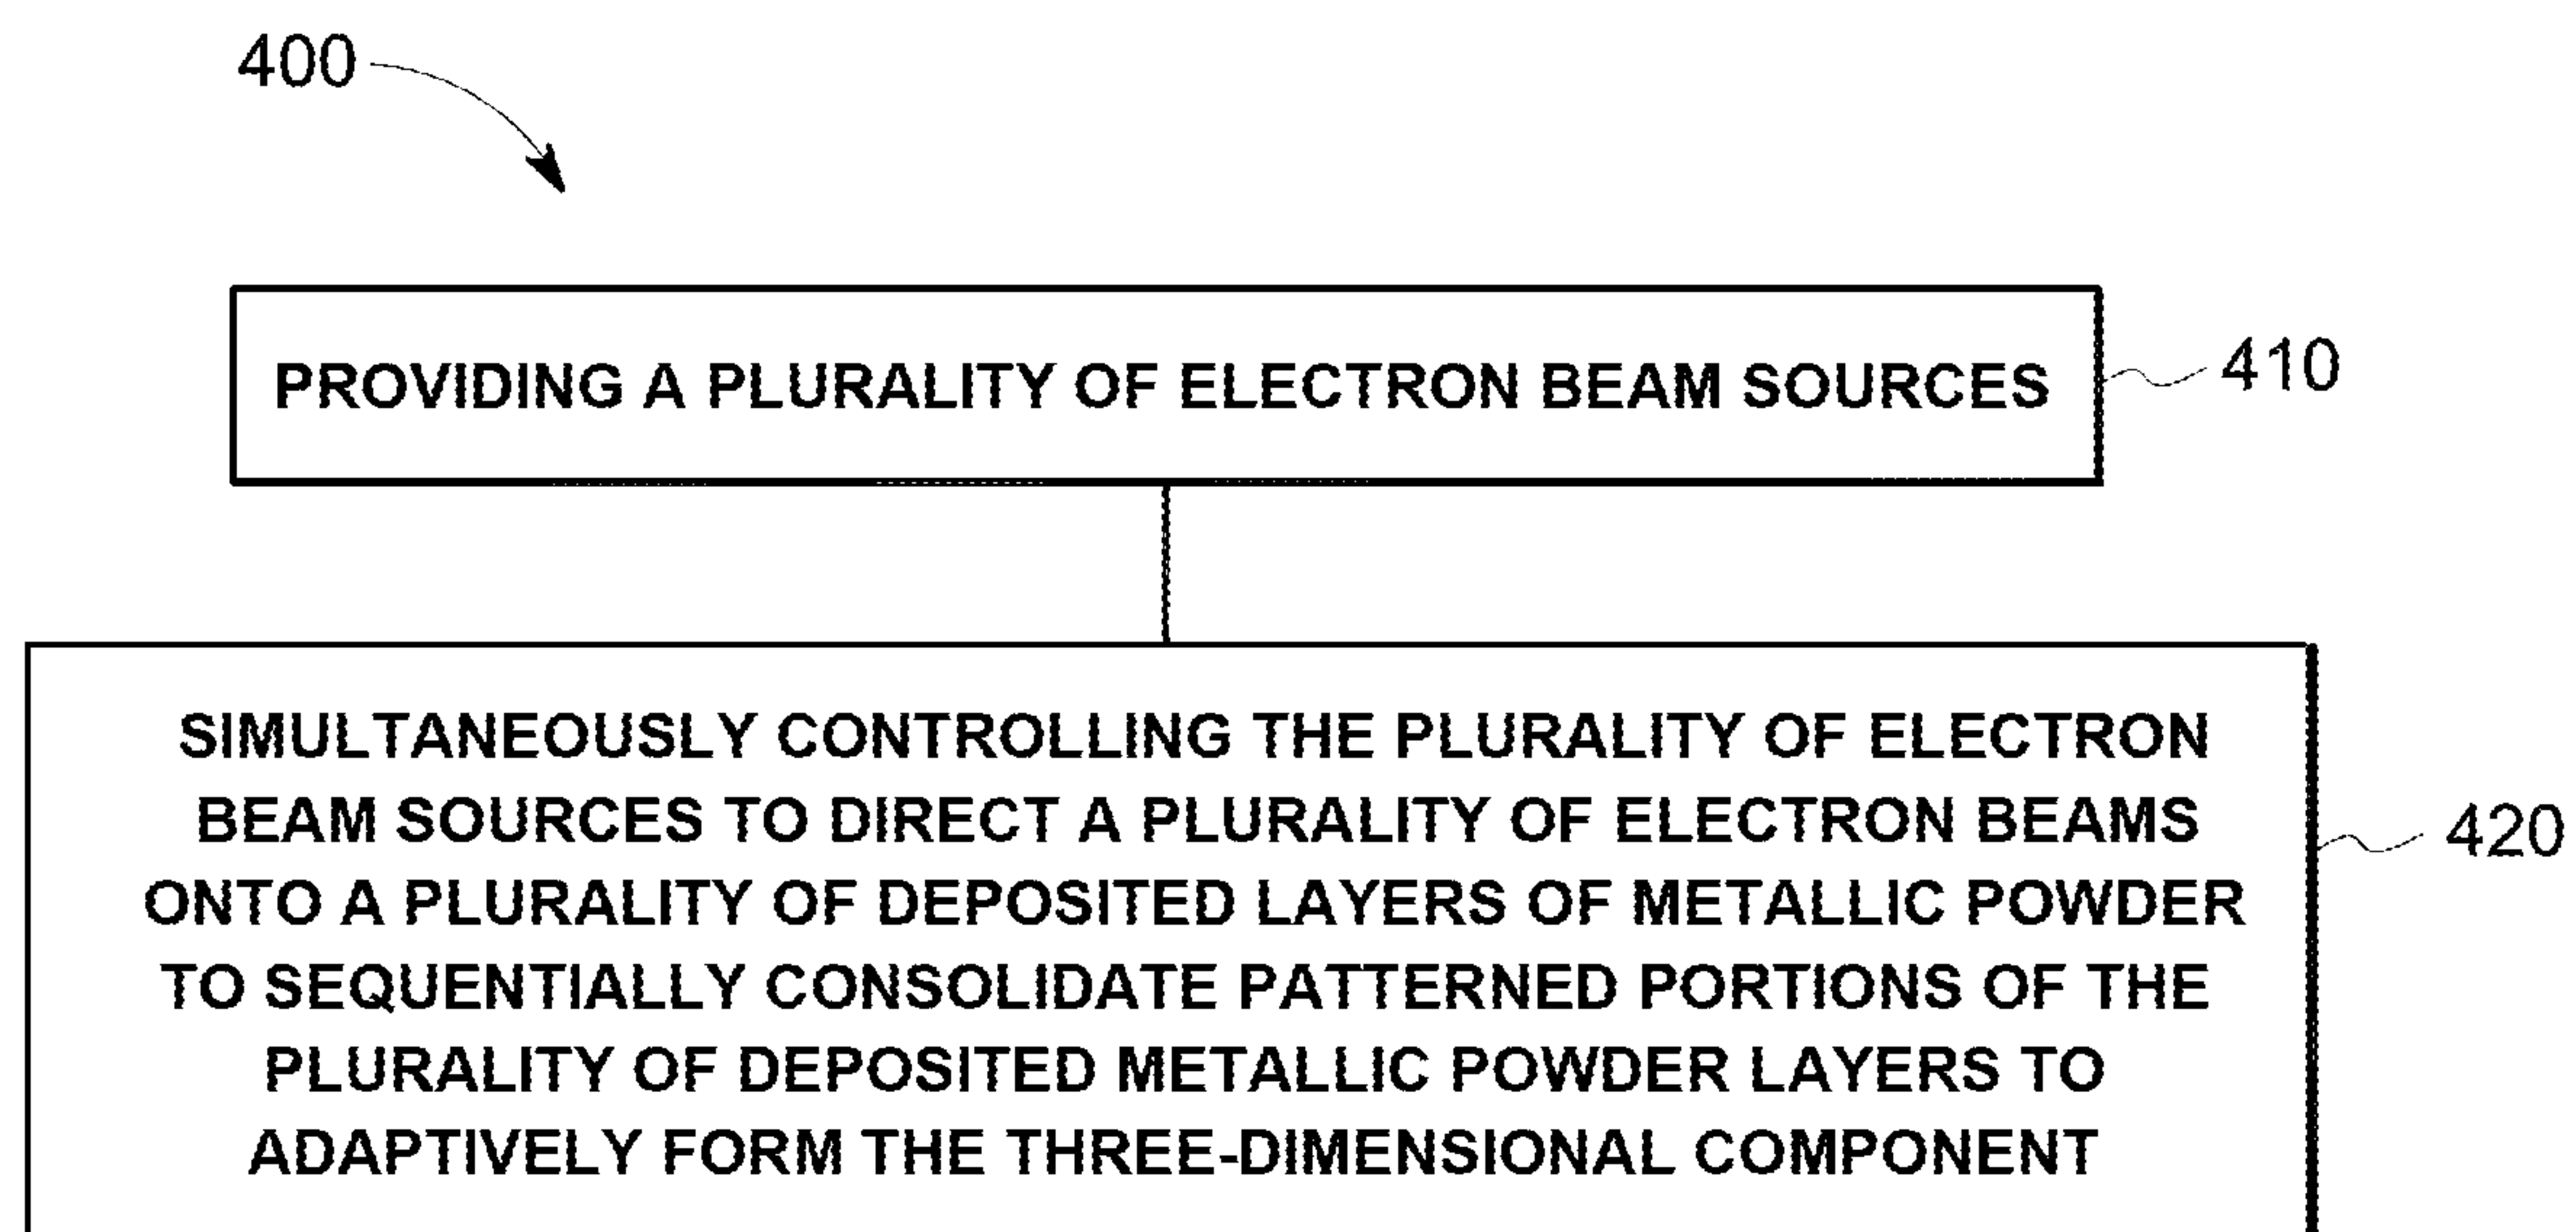 400
PROVIDING A PLURALITY OF ELECTRON BEAM SOURCES
410
SIMULTANEOUSLY CONTROLLING THE PLURALITY OF ELECTRON
BEAM SOURCES TO DIRECT A PLURALITY OF ELECTRON BEAMS
ONTO A PLURALITY OF DEPOSITED LAYERS OF METALLIC POWDER
TO SEQUENTIALLY CONSOLIDATE PATTERNED PORTIONS OF THE
PLURALITY OF DEPOSITED METALLIC POWDER LAYERS TO
ADAPTIVELY FORM THE THREE-DIMENSIONAL COMPONENT
420